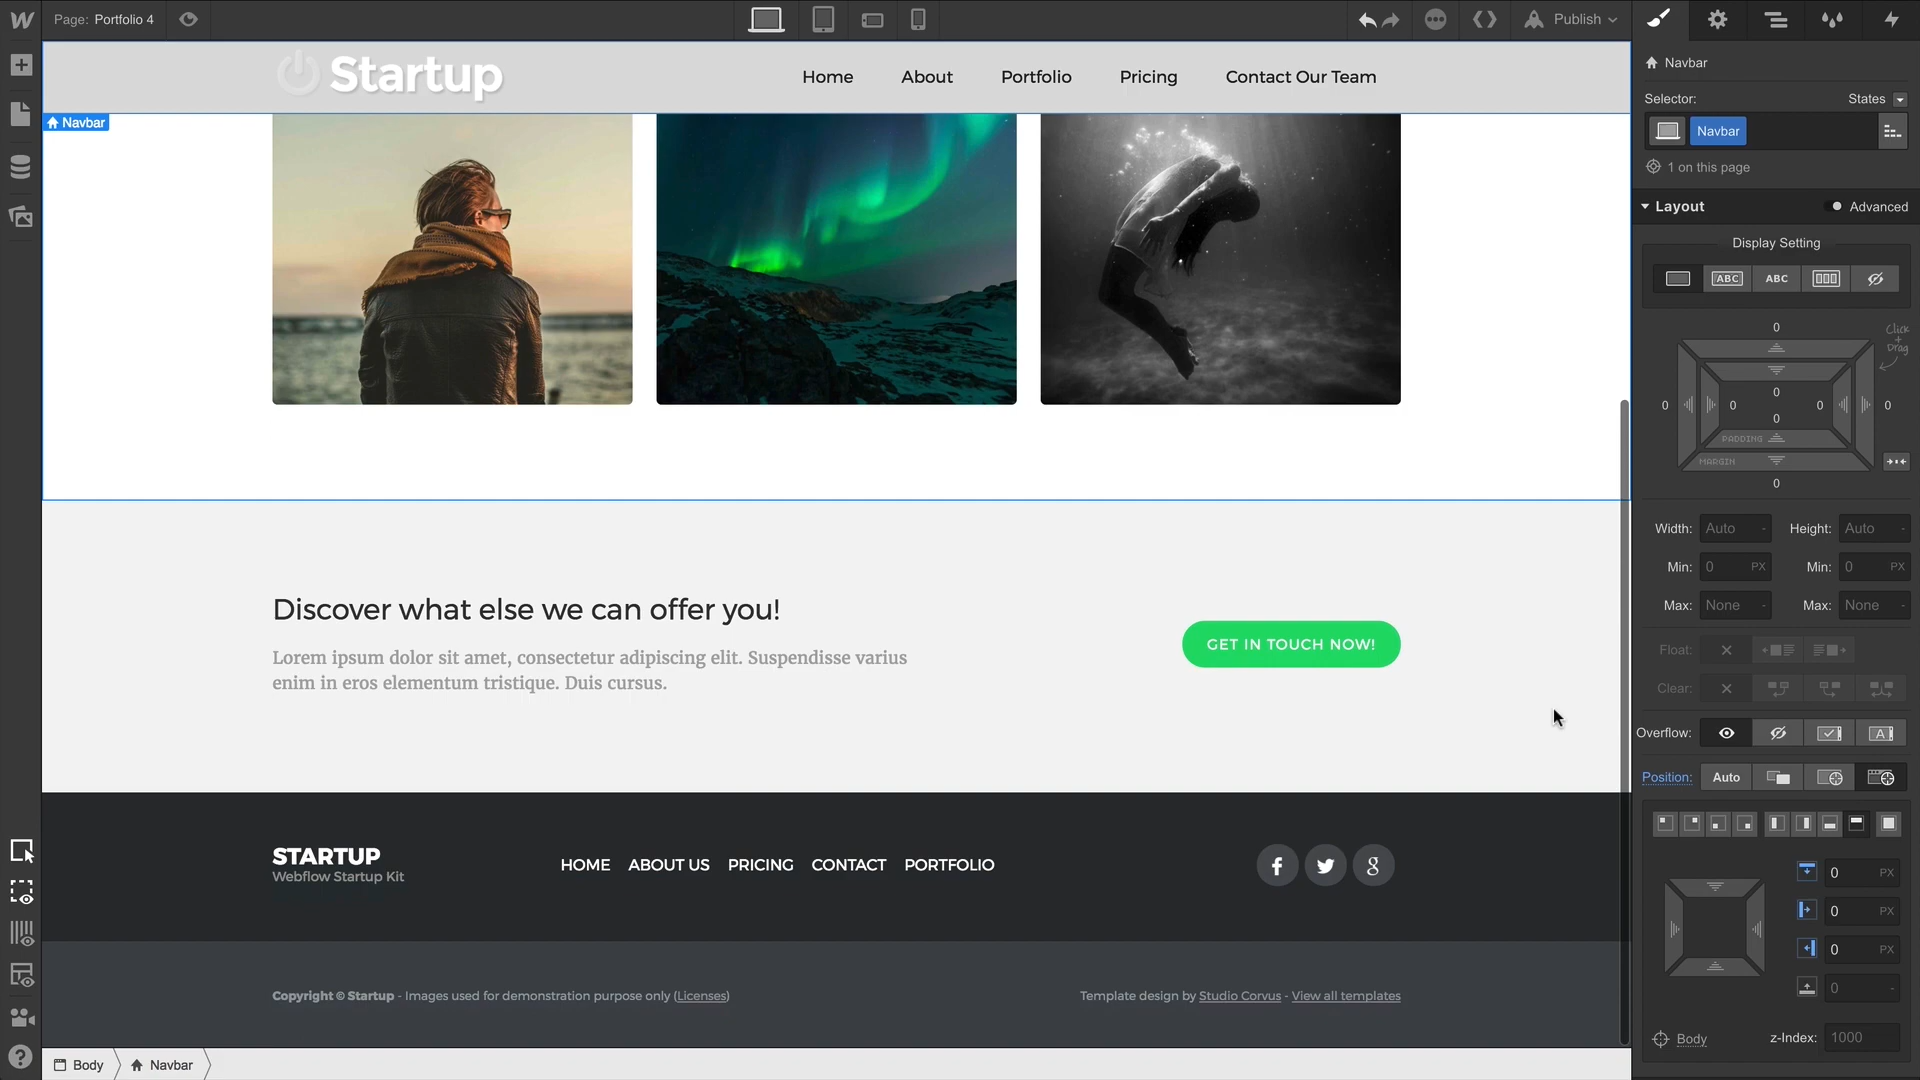 Page: Portfolio 4
Publish
Startup
Home About Portfolio Pricing Contact Our Team
Navbar
Discover what else we can offer you!
Lorem ipsum dolor sit amet, consectetur adipiscing elit. Suspendisse varius
enim in eros elementum tristique. Duis cursus.
GET IN TOUCH NOW!
STARTUP
Webflow Startup Kit
HOME ABOUT US PRICING CONTACT PORTFOLIO
Copyright © Startup - Images used for demonstration purpose only (Licenses)
Template design by Studio Corvus - View all templates
Body Navbar
Navbar
Selector: States
Navbar
1 on this page
Layout Advanced
Display Setting
ABC ABC
0
Click
+
Drag
0
0 0 0 0
0
PADDING
MARGIN
0
Width: Auto - Height: Auto -
Min: 0 PX Min: 0 PX
Max: None - Max: None -
Float:
Clear:
Overflow: A
Position: Auto
0 PX
0 PX
0 PX
0 -
Body z-Index: 1000